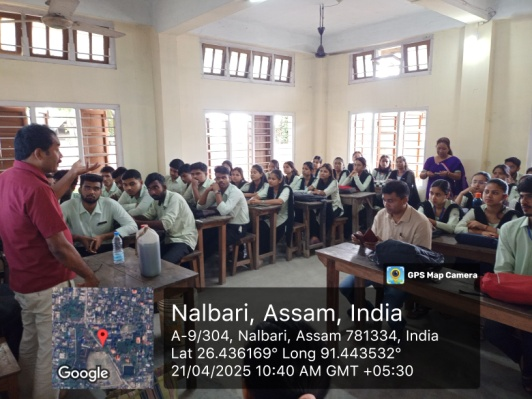 GPS Map Camera
Nalbari, Assam, India
A-9/304, Nalbari, Assam 781334, India
Lat 26.436169° Long 91.443532°
21/04/2025 10:40 AM GMT +05:30
Google